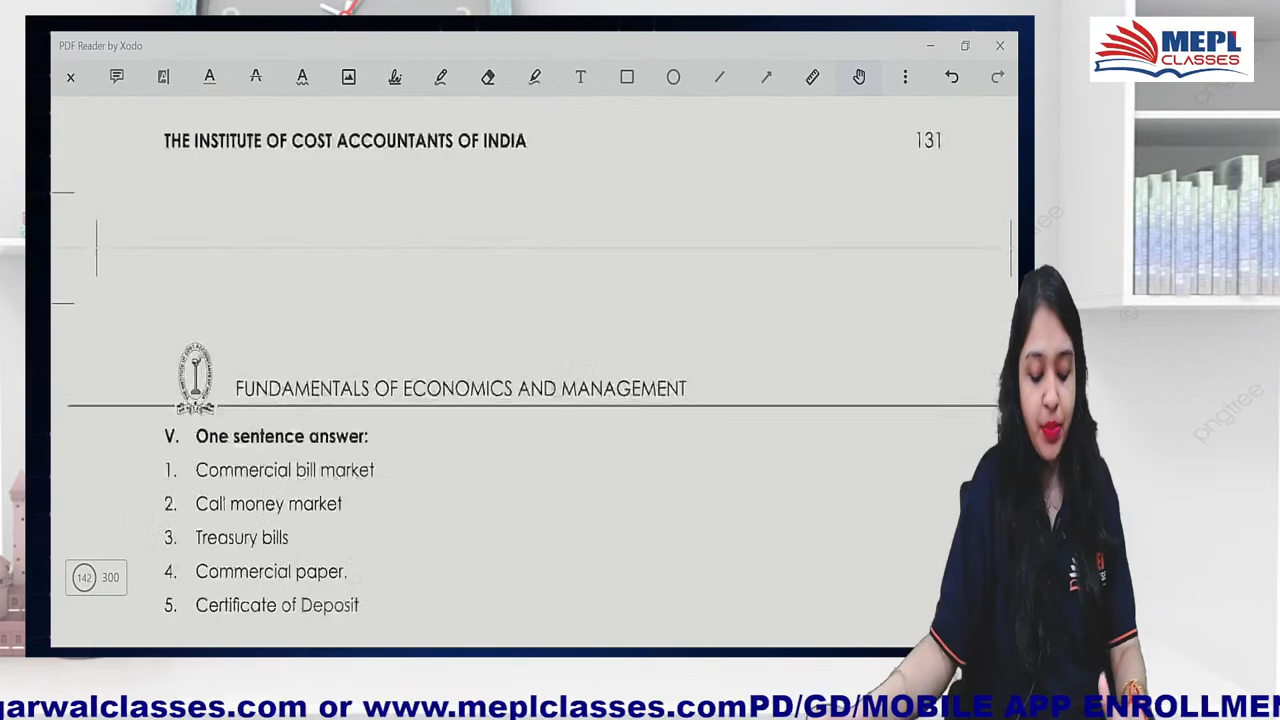 MEPL
CLASSES
PDF Reader by Xodo
THE INSTITUTE OF COST ACCOUNTANTS OF INDIA 131
FUNDAMENTALS OF ECONOMICS AND MANAGEMENT
V. One sentence answer:
1. Commercial bill market
2. Call money market
3. Treasury bills
4. Commercial paper.
5. Certificate of Deposit
142 300
pngtree
garwalclasses.com or www.meplclasses.comPD/GD/MOBILE APP ENROLLME